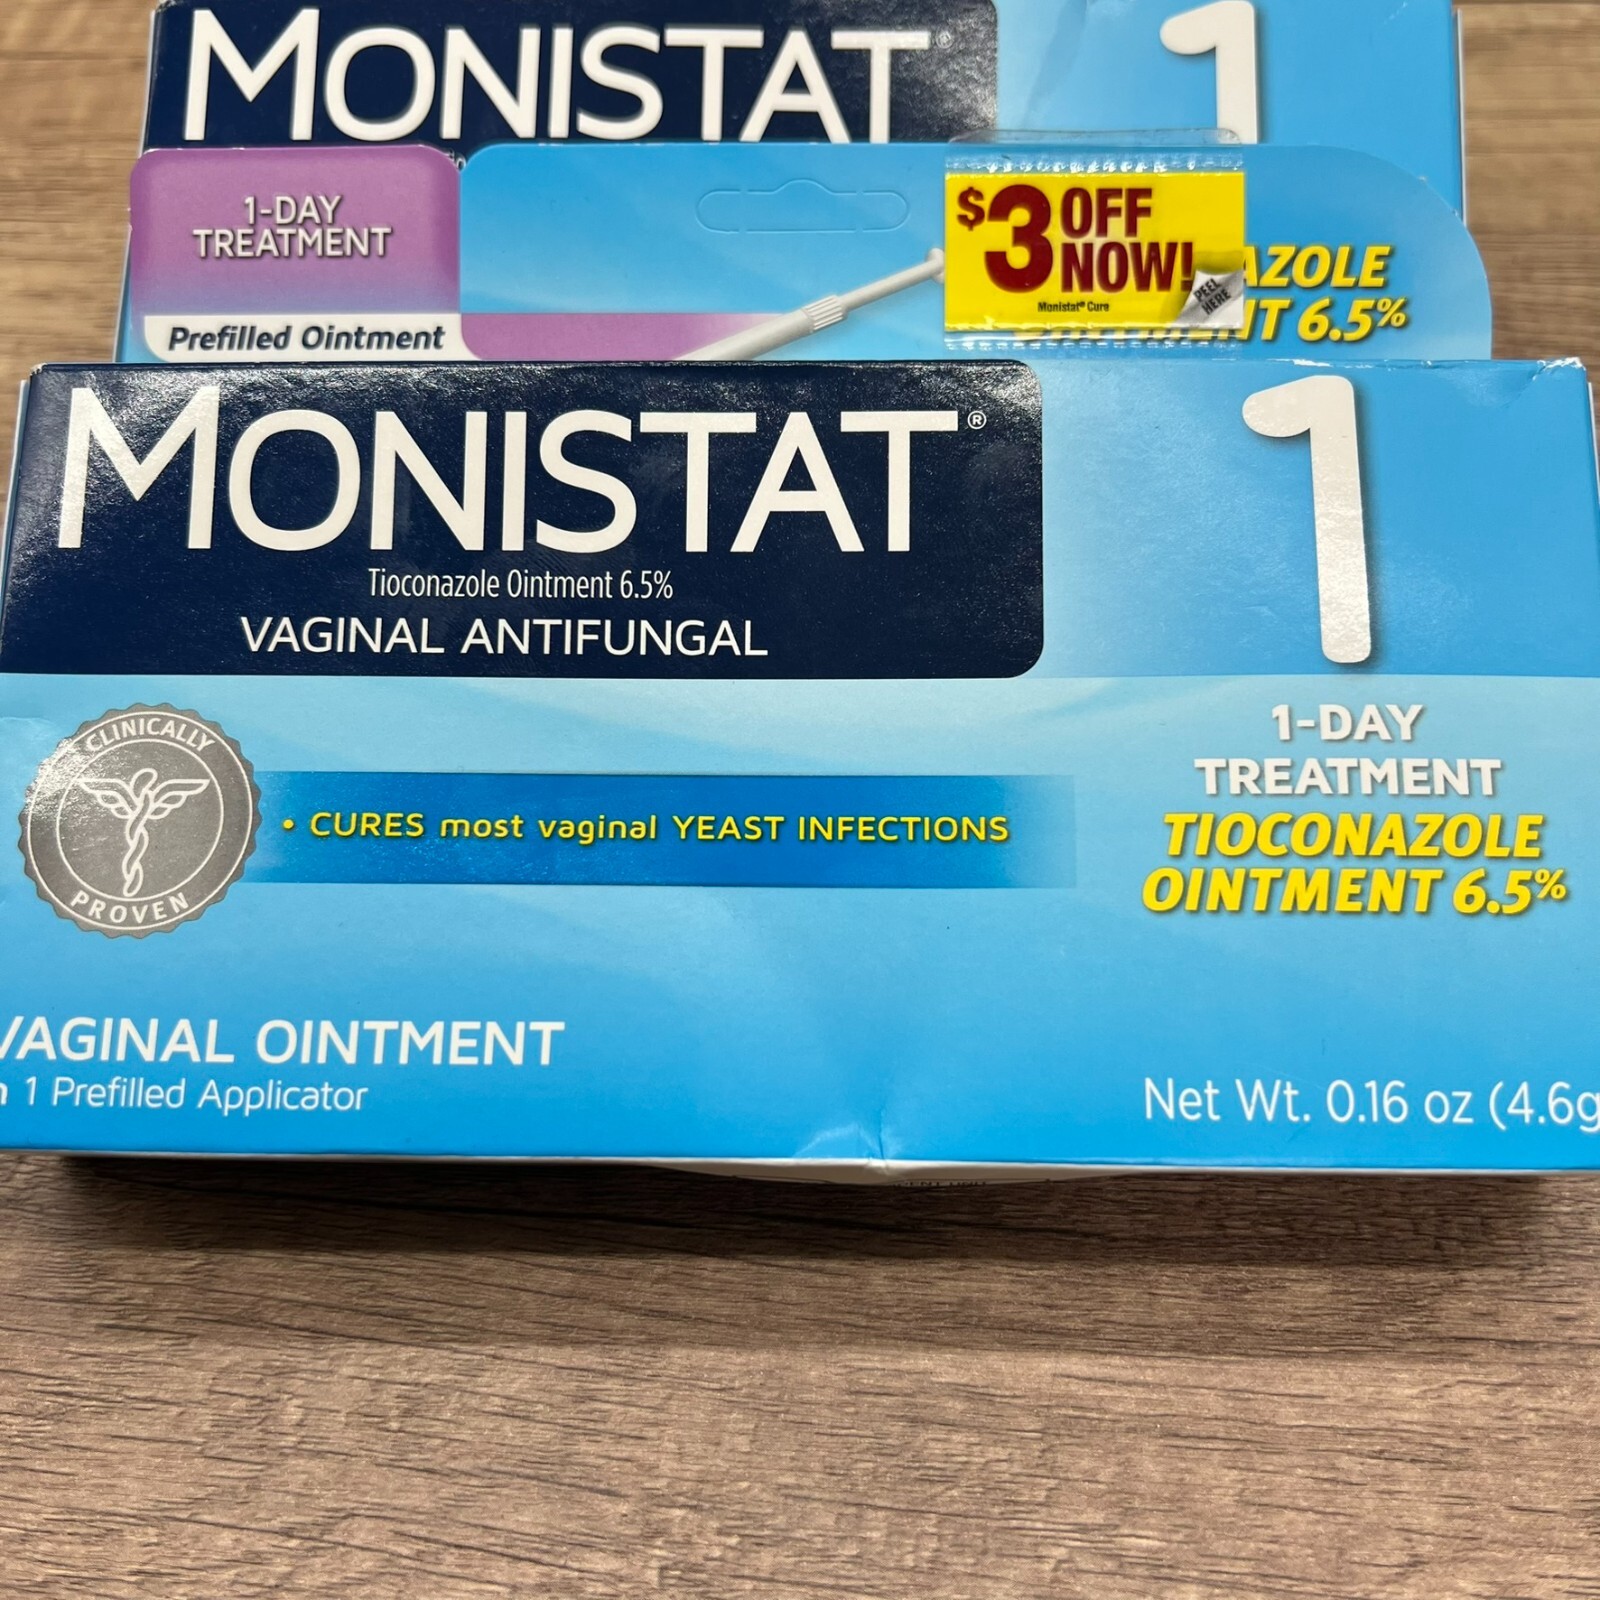 MONISTAT® 1
1-DAY
TREATMENT
Prefilled Ointment
$3 OFF
NOW!
Monistat® Cure
PEEL
HERE
6.5%
MONISTAT® 1
Tioconazole Ointment 6.5%
VAGINAL ANTIFUNGAL
CLINICALLY
PROVEN
• CURES most vaginal YEAST INFECTIONS
1-DAY
TREATMENT
TIOCONAZOLE
OINTMENT 6.5%
VAGINAL OINTMENT
1 Prefilled Applicator
Net Wt. 0.16 oz (4.6g